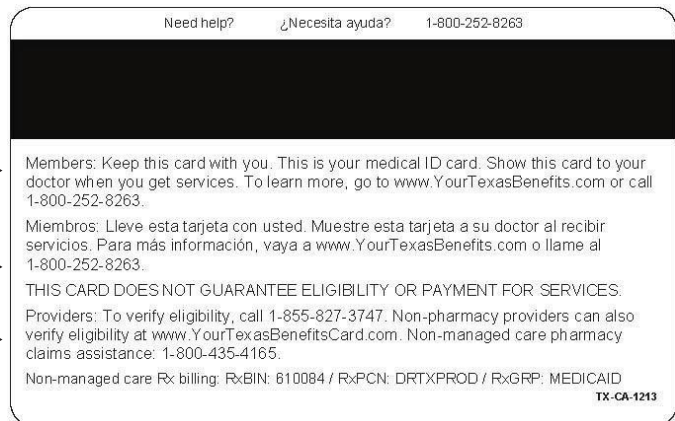 Need help? ¿Necesita ayuda? 1-800-252-8263
Members: Keep this card with you. This is your medical ID card. Show this card to your
doctor when you get services. To learn more, go to www.YourTexasBenefits.com or call
1-800-252-8263.
Miembros: Lleve esta tarjeta con usted. Muestre esta tarjeta a su doctor al recibir
servicios. Para más información, vaya a www.YourTexasBenefits.com o llame al
1-800-252-8263.
THIS CARD DOES NOT GUARANTEE ELIGIBILITY OR PAYMENT FOR SERVICES.
Providers: To verify eligibility, call 1-855-827-3747. Non-pharmacy providers can also
verify eligibility at www.YourTexasBenefitsCard.com. Non-managed care pharmacy
claims assistance: 1-800-435-4165.
Non-managed care Rx billing: RxBIN: 610084 / RxPCN: DRTXPROD / RxGRP: MEDICAID
TX-CA-1213